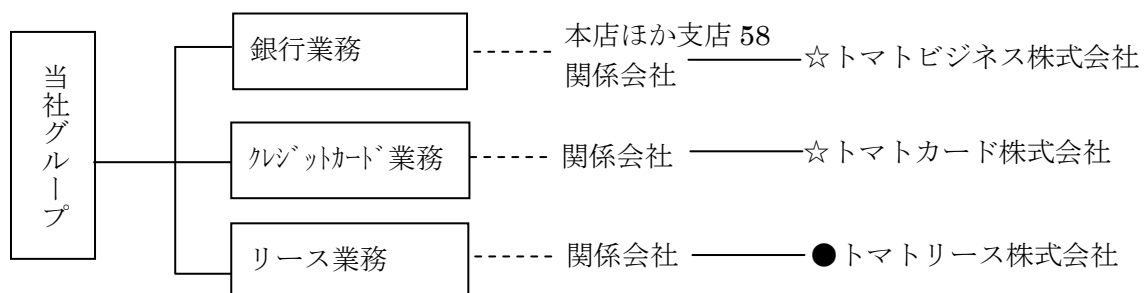 当社グループ
銀行業務
本店ほか支店 58
関係会社
☆トマトビジネス株式会社
ｸﾚｼﾞｯﾄｶｰﾄﾞ業務
関係会社
☆トマトカード株式会社
リース業務
関係会社
●トマトリース株式会社